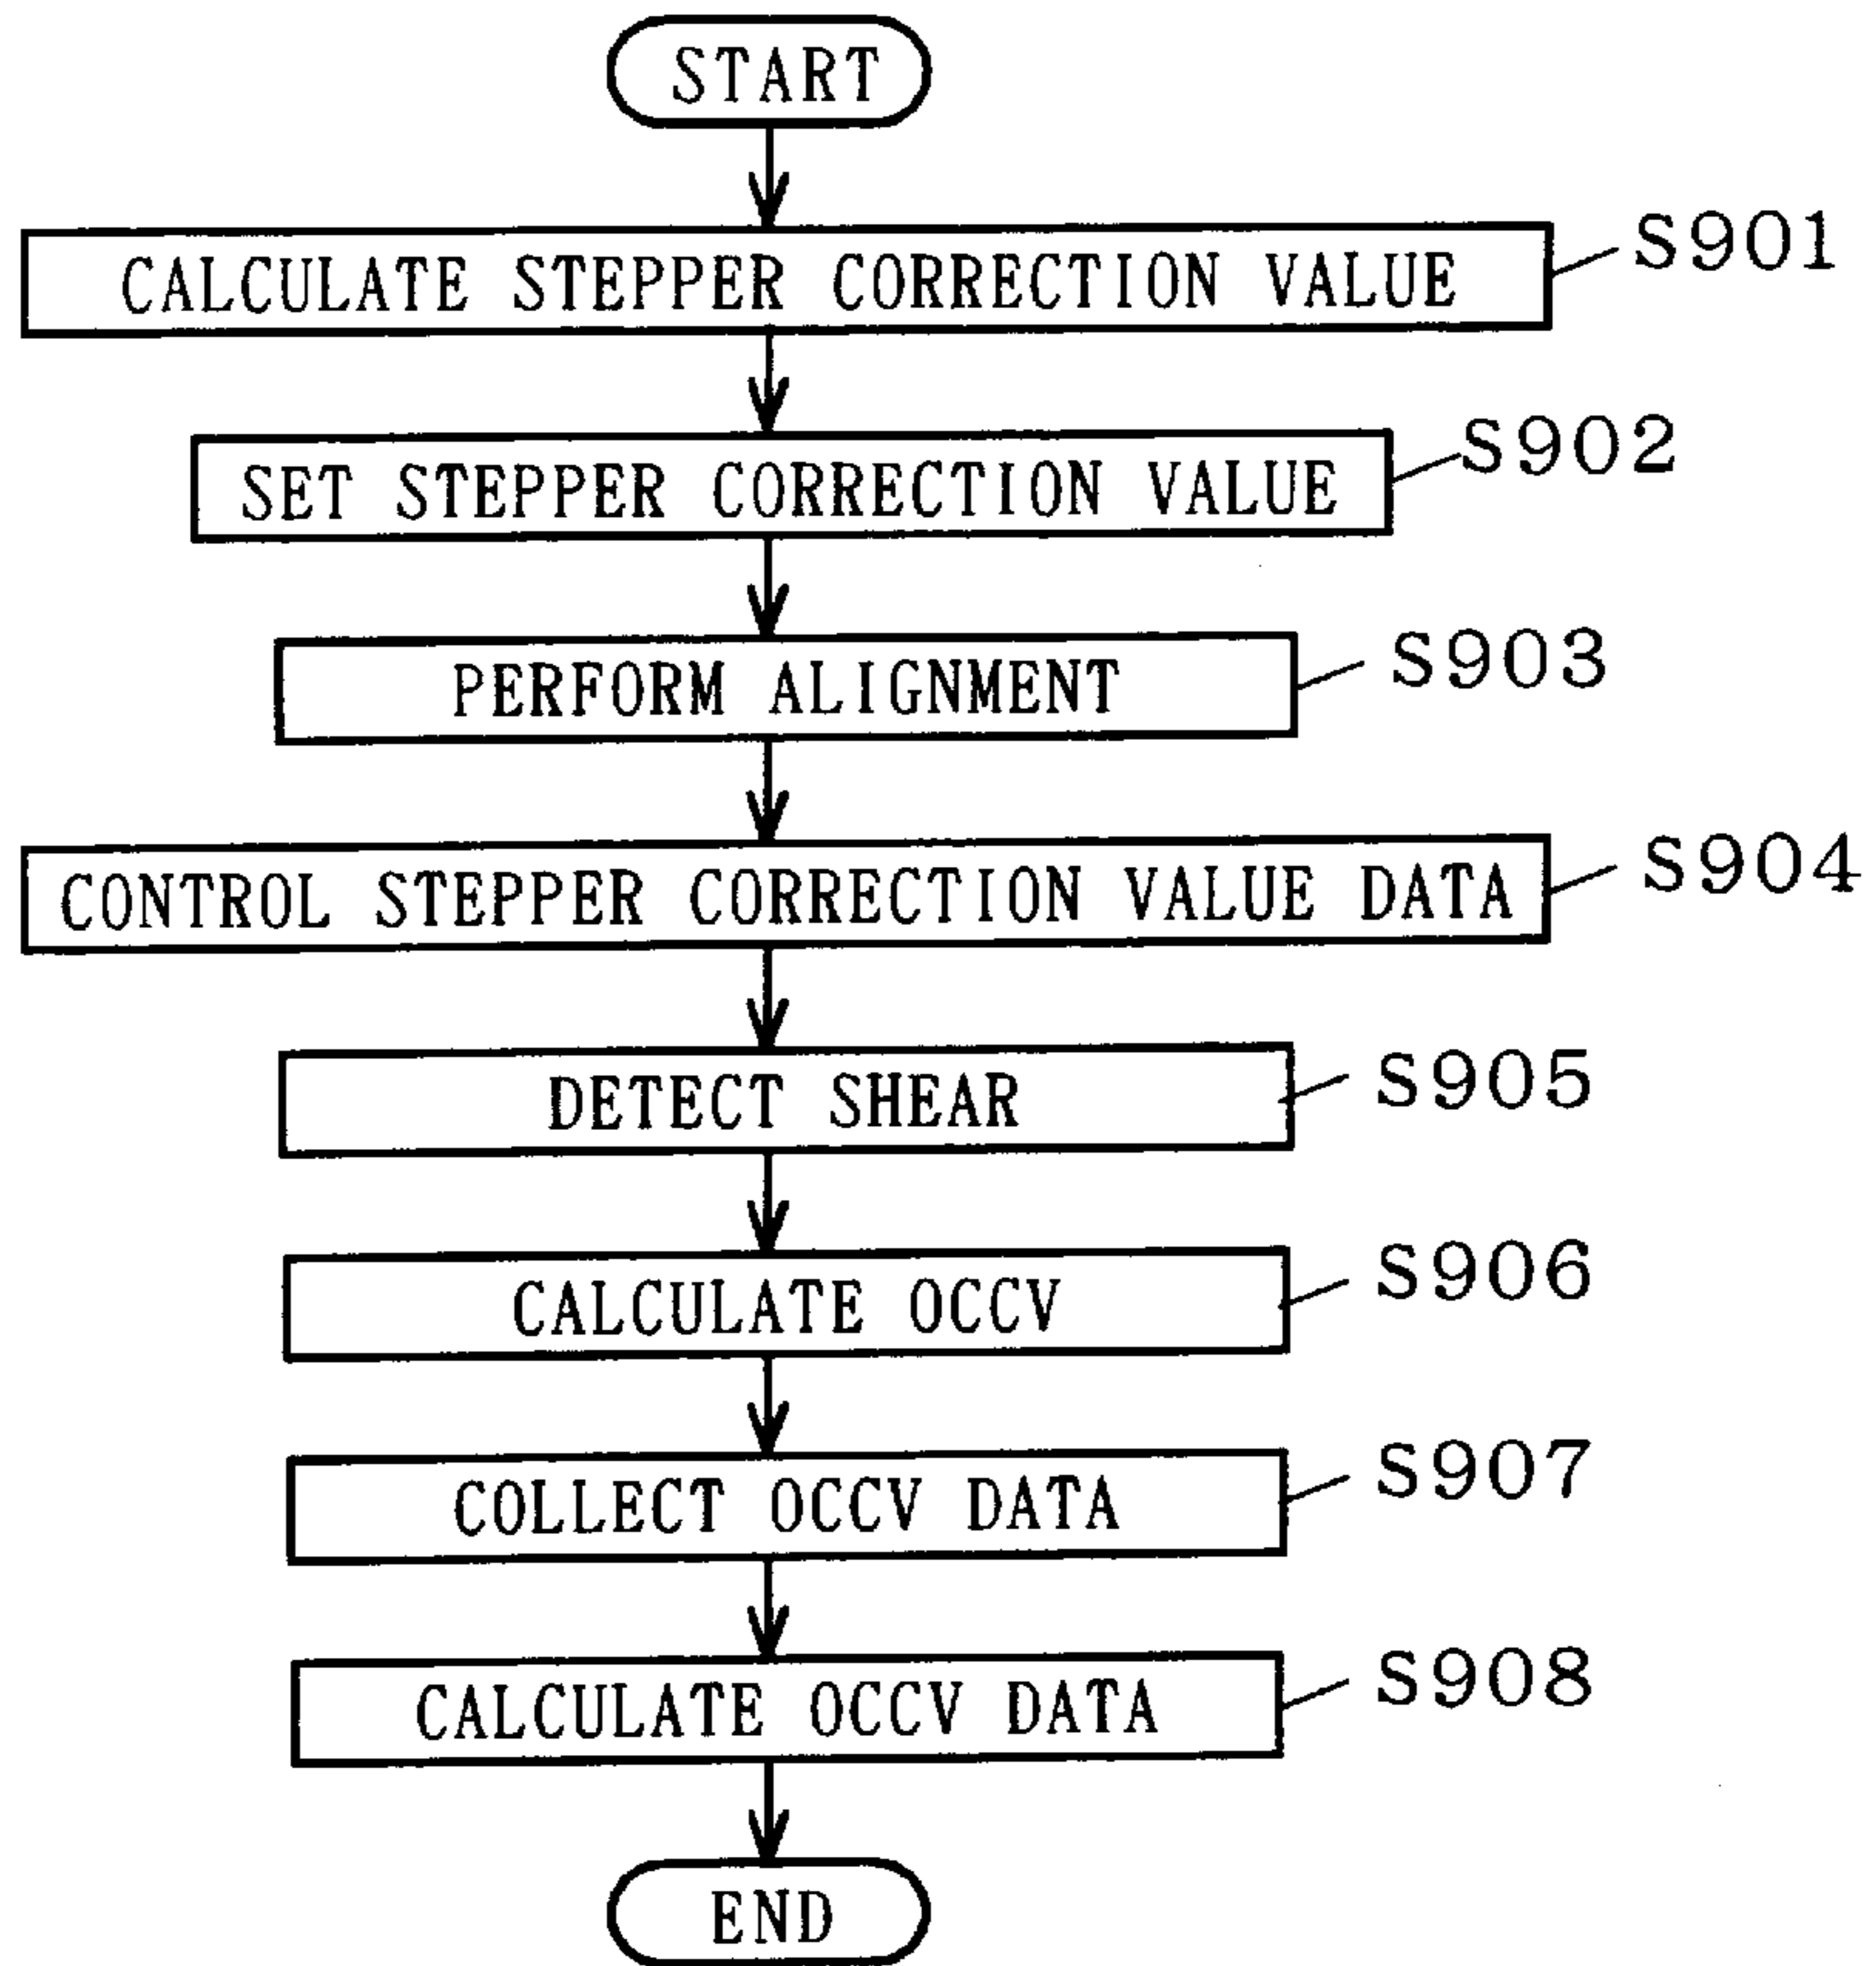 START
CALCULATE STEPPER CORRECTION VALUE S901
SET STEPPER CORRECTION VALUE S902
PERFORM ALIGNMENT S903
CONTROL STEPPER CORRECTION VALUE DATA S904
DETECT SHEAR S905
CALCULATE OCCV S906
COLLECT OCCV DATA S907
CALCULATE OCCV DATA S908
END